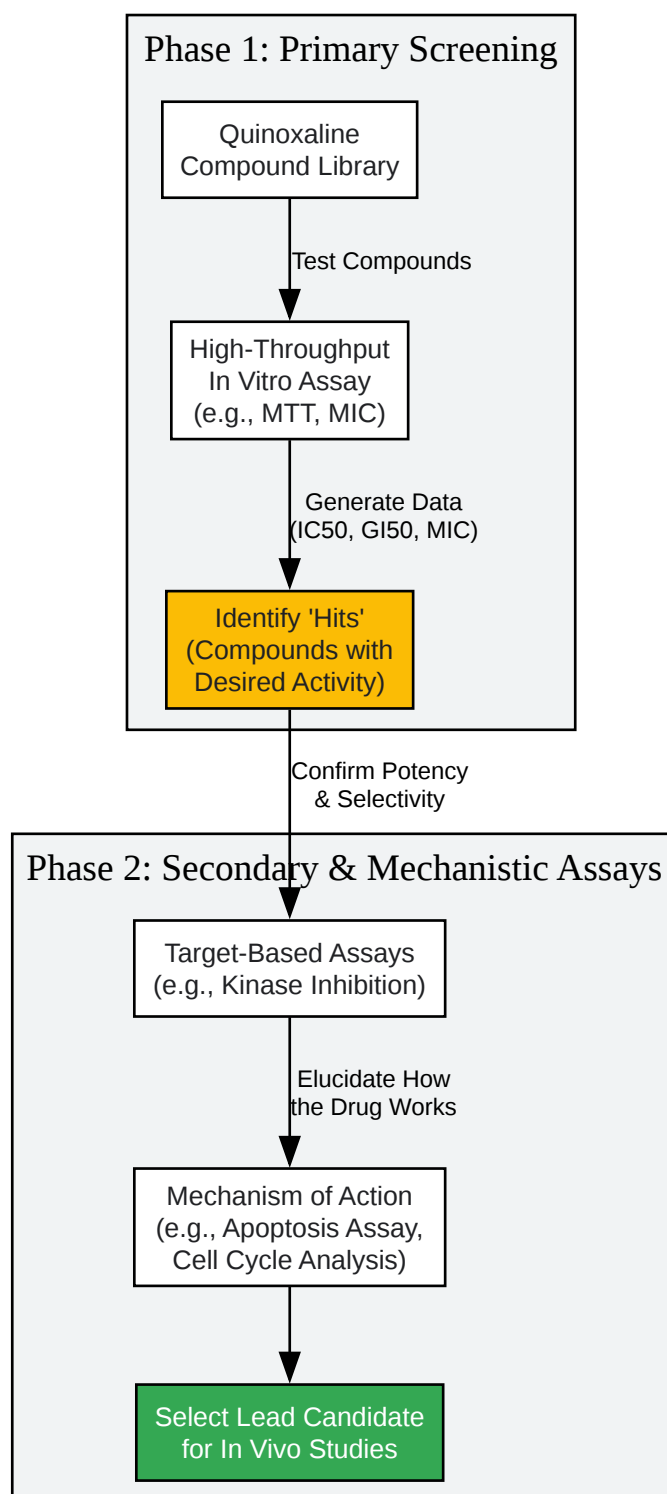 Phase 1: Primary Screening
Quinoxaline
Compound Library
Test Compounds
High-Throughput
In Vitro Assay
(e.g., MTT, MIC)
Generate Data
(IC50, GI50, MIC)
Identify 'Hits'
(Compounds with
Desired Activity)
Confirm Potency
& Selectivity
Phase 2: Secondary & Mechanistic Assays
Target-Based Assays
(e.g., Kinase Inhibition)
Elucidate How
the Drug Works
Mechanism of Action
(e.g., Apoptosis Assay,
Cell Cycle Analysis)
Select Lead Candidate
for In Vivo Studies